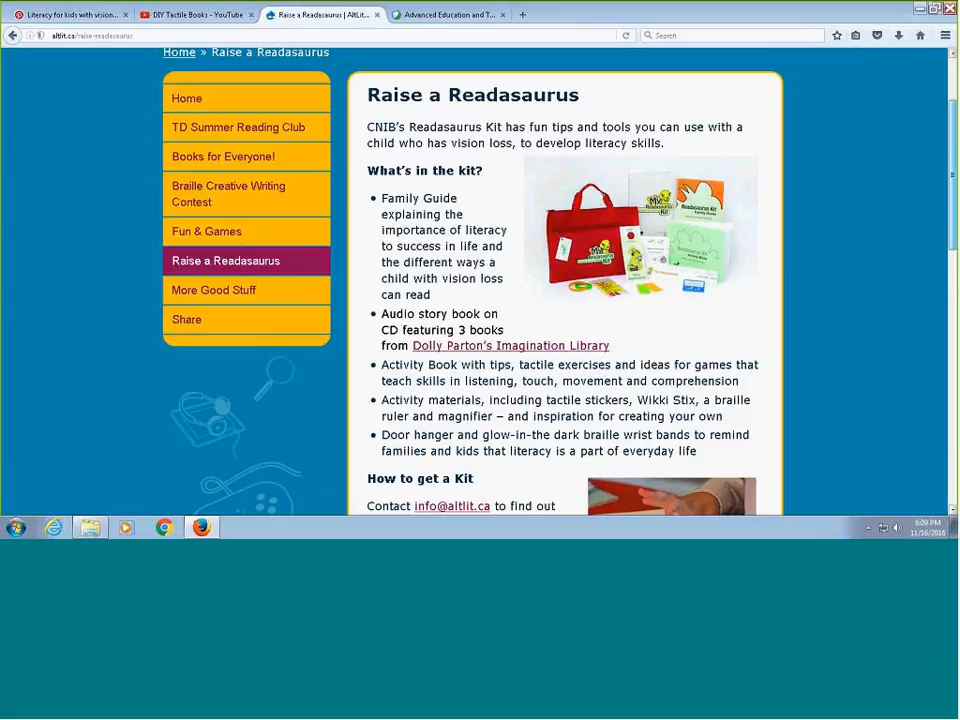 Literacy for kids with vision...
DIY Tactile Books - YouTube
Raise a Readasaurus | AltLit...
Advanced Education and T...
altlit.ca/raise-readasaurus
Search
Home » Raise a Readasaurus
Home
TD Summer Reading Club
Books for Everyone!
Braille Creative Writing
Contest
Fun & Games
Raise a Readasaurus
More Good Stuff
Share
Raise a Readasaurus
CNIB’s Readasaurus Kit has fun tips and tools you can use with a
child who has vision loss, to develop literacy skills.
What’s in the kit?
• Family Guide
explaining the
importance of literacy
to success in life and
the different ways a
child with vision loss
can read
• Audio story book on
CD featuring 3 books
from Dolly Parton’s Imagination Library
• Activity Book with tips, tactile exercises and ideas for games that
teach skills in listening, touch, movement and comprehension
• Activity materials, including tactile stickers, Wikki Stix, a braille
ruler and magnifier – and inspiration for creating your own
• Door hanger and glow-in-the dark braille wrist bands to remind
families and kids that literacy is a part of everyday life
How to get a Kit
Contact info@altlit.ca to find out
6:09 PM
11/16/2016